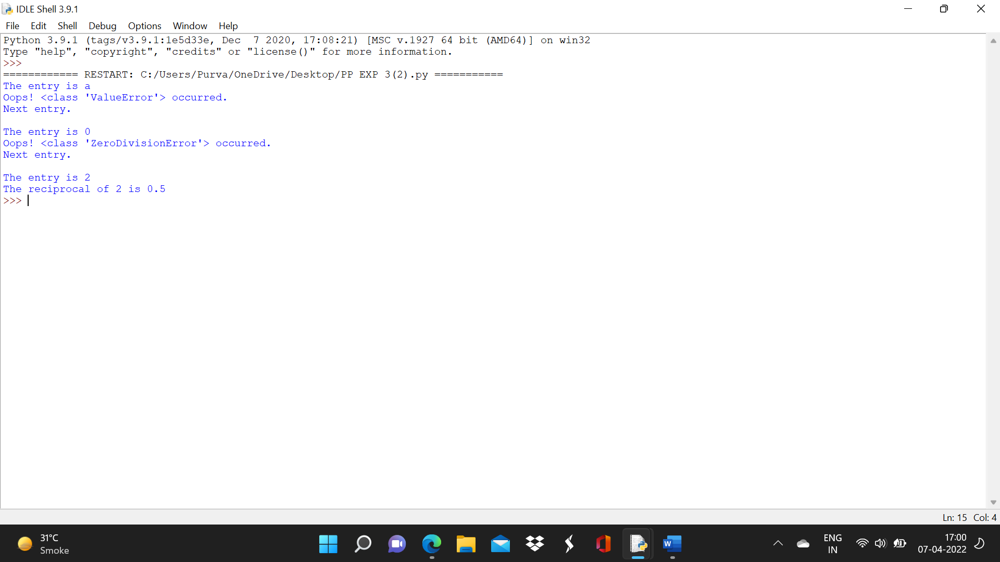 IDLE Shell 3.9.1
File Edit Shell Debug Options Window Help
Python 3.9.1 (tags/v3.9.1:1e5d33e, Dec  7 2020, 17:08:21) [MSC v.1927 64 bit (AMD64)] on win32
Type "help", "copyright", "credits" or "license()" for more information.
>>>
============ RESTART: C:/Users/Purva/OneDrive/Desktop/PP EXP 3(2).py ===========
The entry is a
Oops! <class 'ValueError'> occurred.
Next entry.

The entry is 0
Oops! <class 'ZeroDivisionError'> occurred.
Next entry.

The entry is 2
The reciprocal of 2 is 0.5
>>>
Ln: 15 Col: 4
31°C
Smoke
W
ENG
IN
17:00
07-04-2022